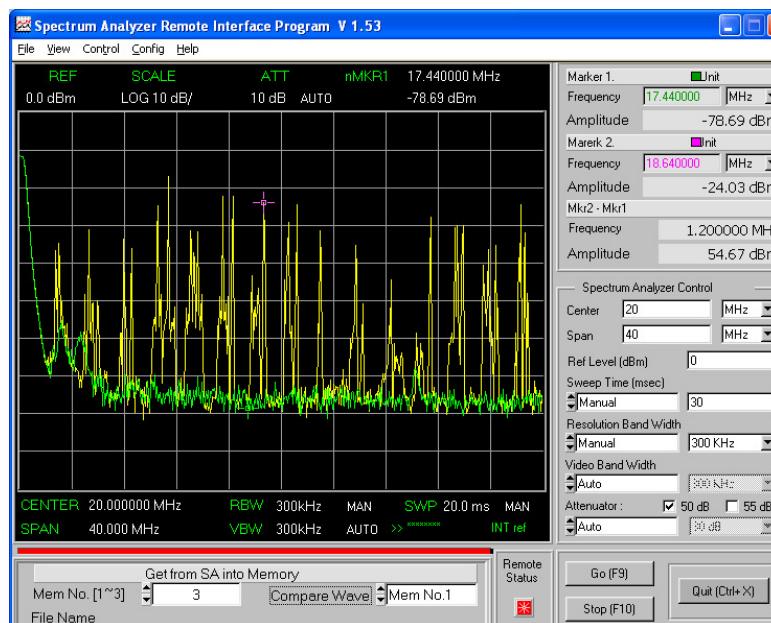 Spectrum Analyzer Remote Interface Program V 1.53
File View Control Config Help
REF SCALE ATT nMKR1 17.440000 MHz
0.0 dBm LOG 10 dB/ 10 dB AUTO -78.69 dBm
CENTER 20.000000 MHz RBW 300kHz MAN SWP 20.0 ms MAN
SPAN 40.000 MHz VBW 300kHz AUTO >> ******** INT ref
Marker 1. Unit
Frequency 17.440000 MHz
Amplitude -78.69 dBr
Marerk 2. Unit
Frequency 18.640000 MHz
Amplitude -24.03 dBr
Mkr2 - Mkr1
Frequency 1.200000 MH
Amplitude 54.67 dBr
Spectrum Analyzer Control
Center 20 MHz
Span 40 MHz
Ref Level (dBm) 0
Sweep Time (msec)
Manual 30
Resolution Band Width
Manual 300 KHz
Video Band Width
Auto 300 KHz
Attenuator : 50 dB 55 dB
Auto
Get from SA into Memory
Mem No. [1~3] 3 Compare Wave Mem No.1
File Name
Remote
Status
Go (F9)
Stop (F10)
Quit (Ctrl+X)